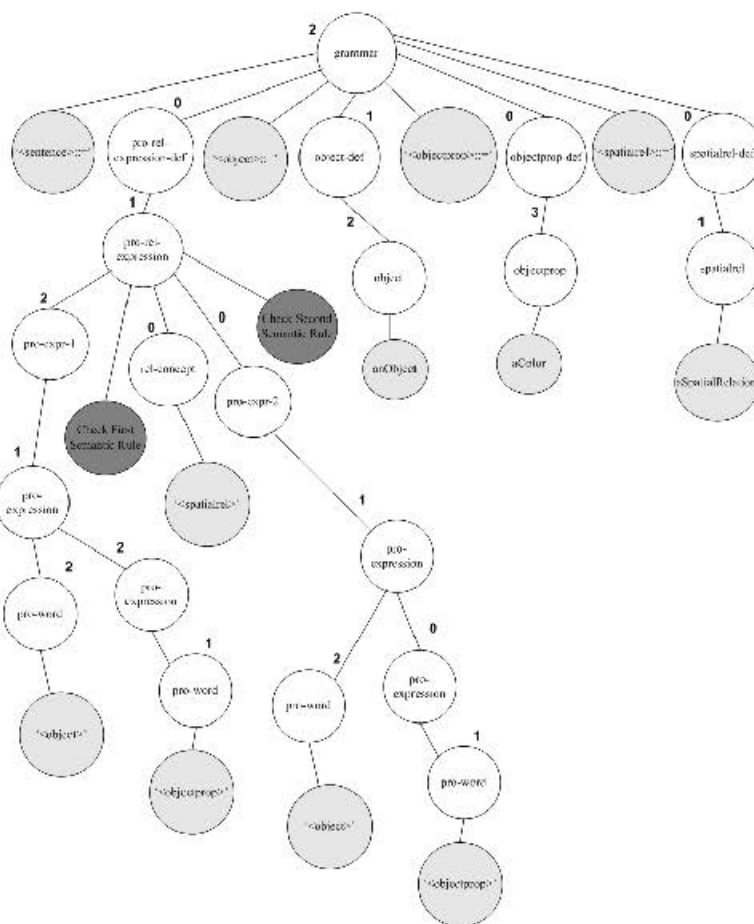 2
grammar
0
1
0
0
'<sentence>::='
pro-rel-
expression-def
'<object>::='
object-def
'<objectprop>::='
objectprop-def
'<spatialrel>::='
spatialrel-def
1
2
3
1
pro-rel-
expression
object
objectprop
spatialrel
2
0
0
Check Second
Semantic Rule
pro-expr-1
rel-concept
anObject
aColor
aSpatialRelation
pro-expr-2
Check First
Semantic Rule
1
pro-
expression
'<spatialrel>'
1
2
2
pro-
expression
pro-
expression
pro-word
1
0
2
pro-word
pro-
expression
pro-word
'<object>'
1
pro-word
'<objectprop>'
'<object>'
'<objectprop>'